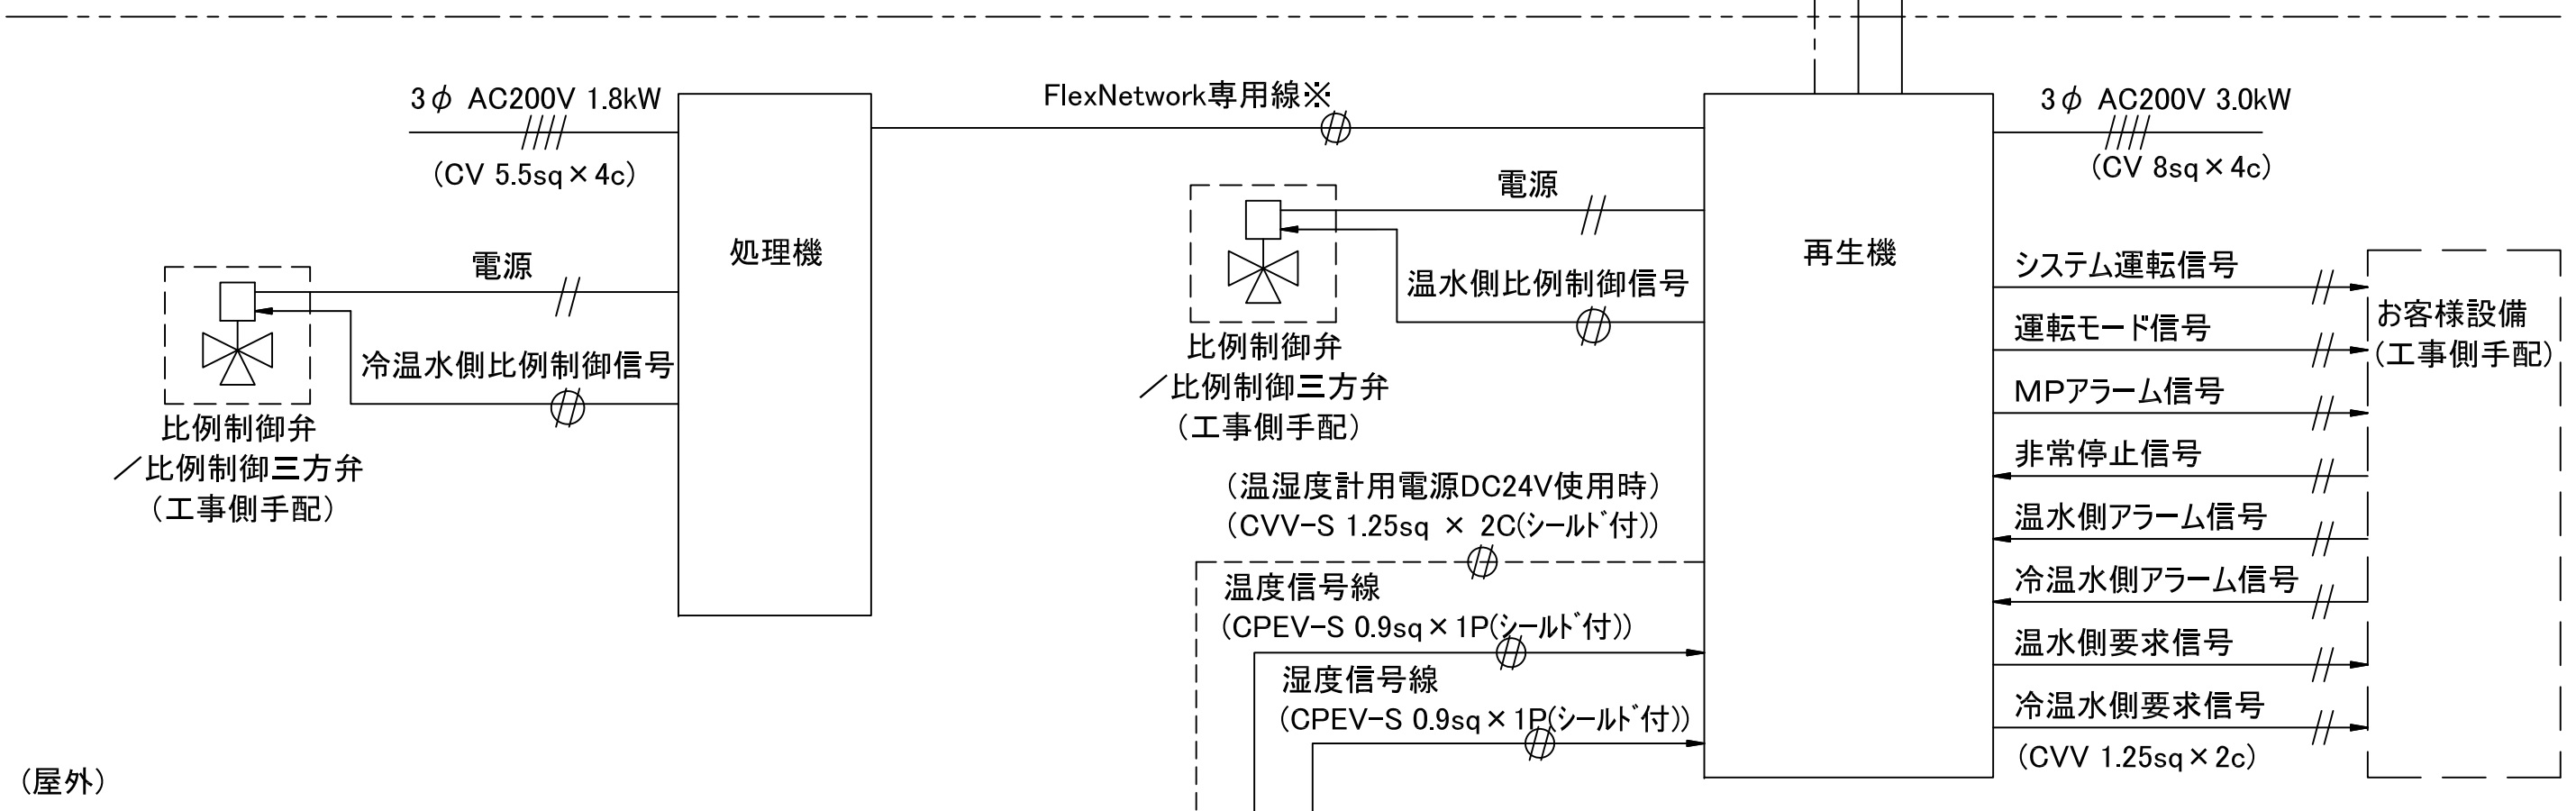 3φ AC200V 1.8kW
(CV 5.5sq×4c)
処理機
電源
冷温水側比例制御信号
比例制御弁
／比例制御三方弁
(工事側手配)
FlexNetwork専用線※
電源
温水側比例制御信号
比例制御弁
／比例制御三方弁
(工事側手配)
(温湿度計用電源DC24V使用時)
(CVV-S 1.25sq × 2C(ｼｰﾙﾄﾞ付))
温度信号線
(CPEV-S 0.9sq×1P(ｼｰﾙﾄﾞ付))
湿度信号線
(CPEV-S 0.9sq×1P(ｼｰﾙﾄﾞ付))
再生機
3φ AC200V 3.0kW
(CV 8sq×4c)
システム運転信号
運転モード信号
MPアラーム信号
非常停止信号
温水側アラーム信号
冷温水側アラーム信号
温水側要求信号
冷温水側要求信号
(CVV 1.25sq×2c)
お客様設備
(工事側手配)
(屋外)